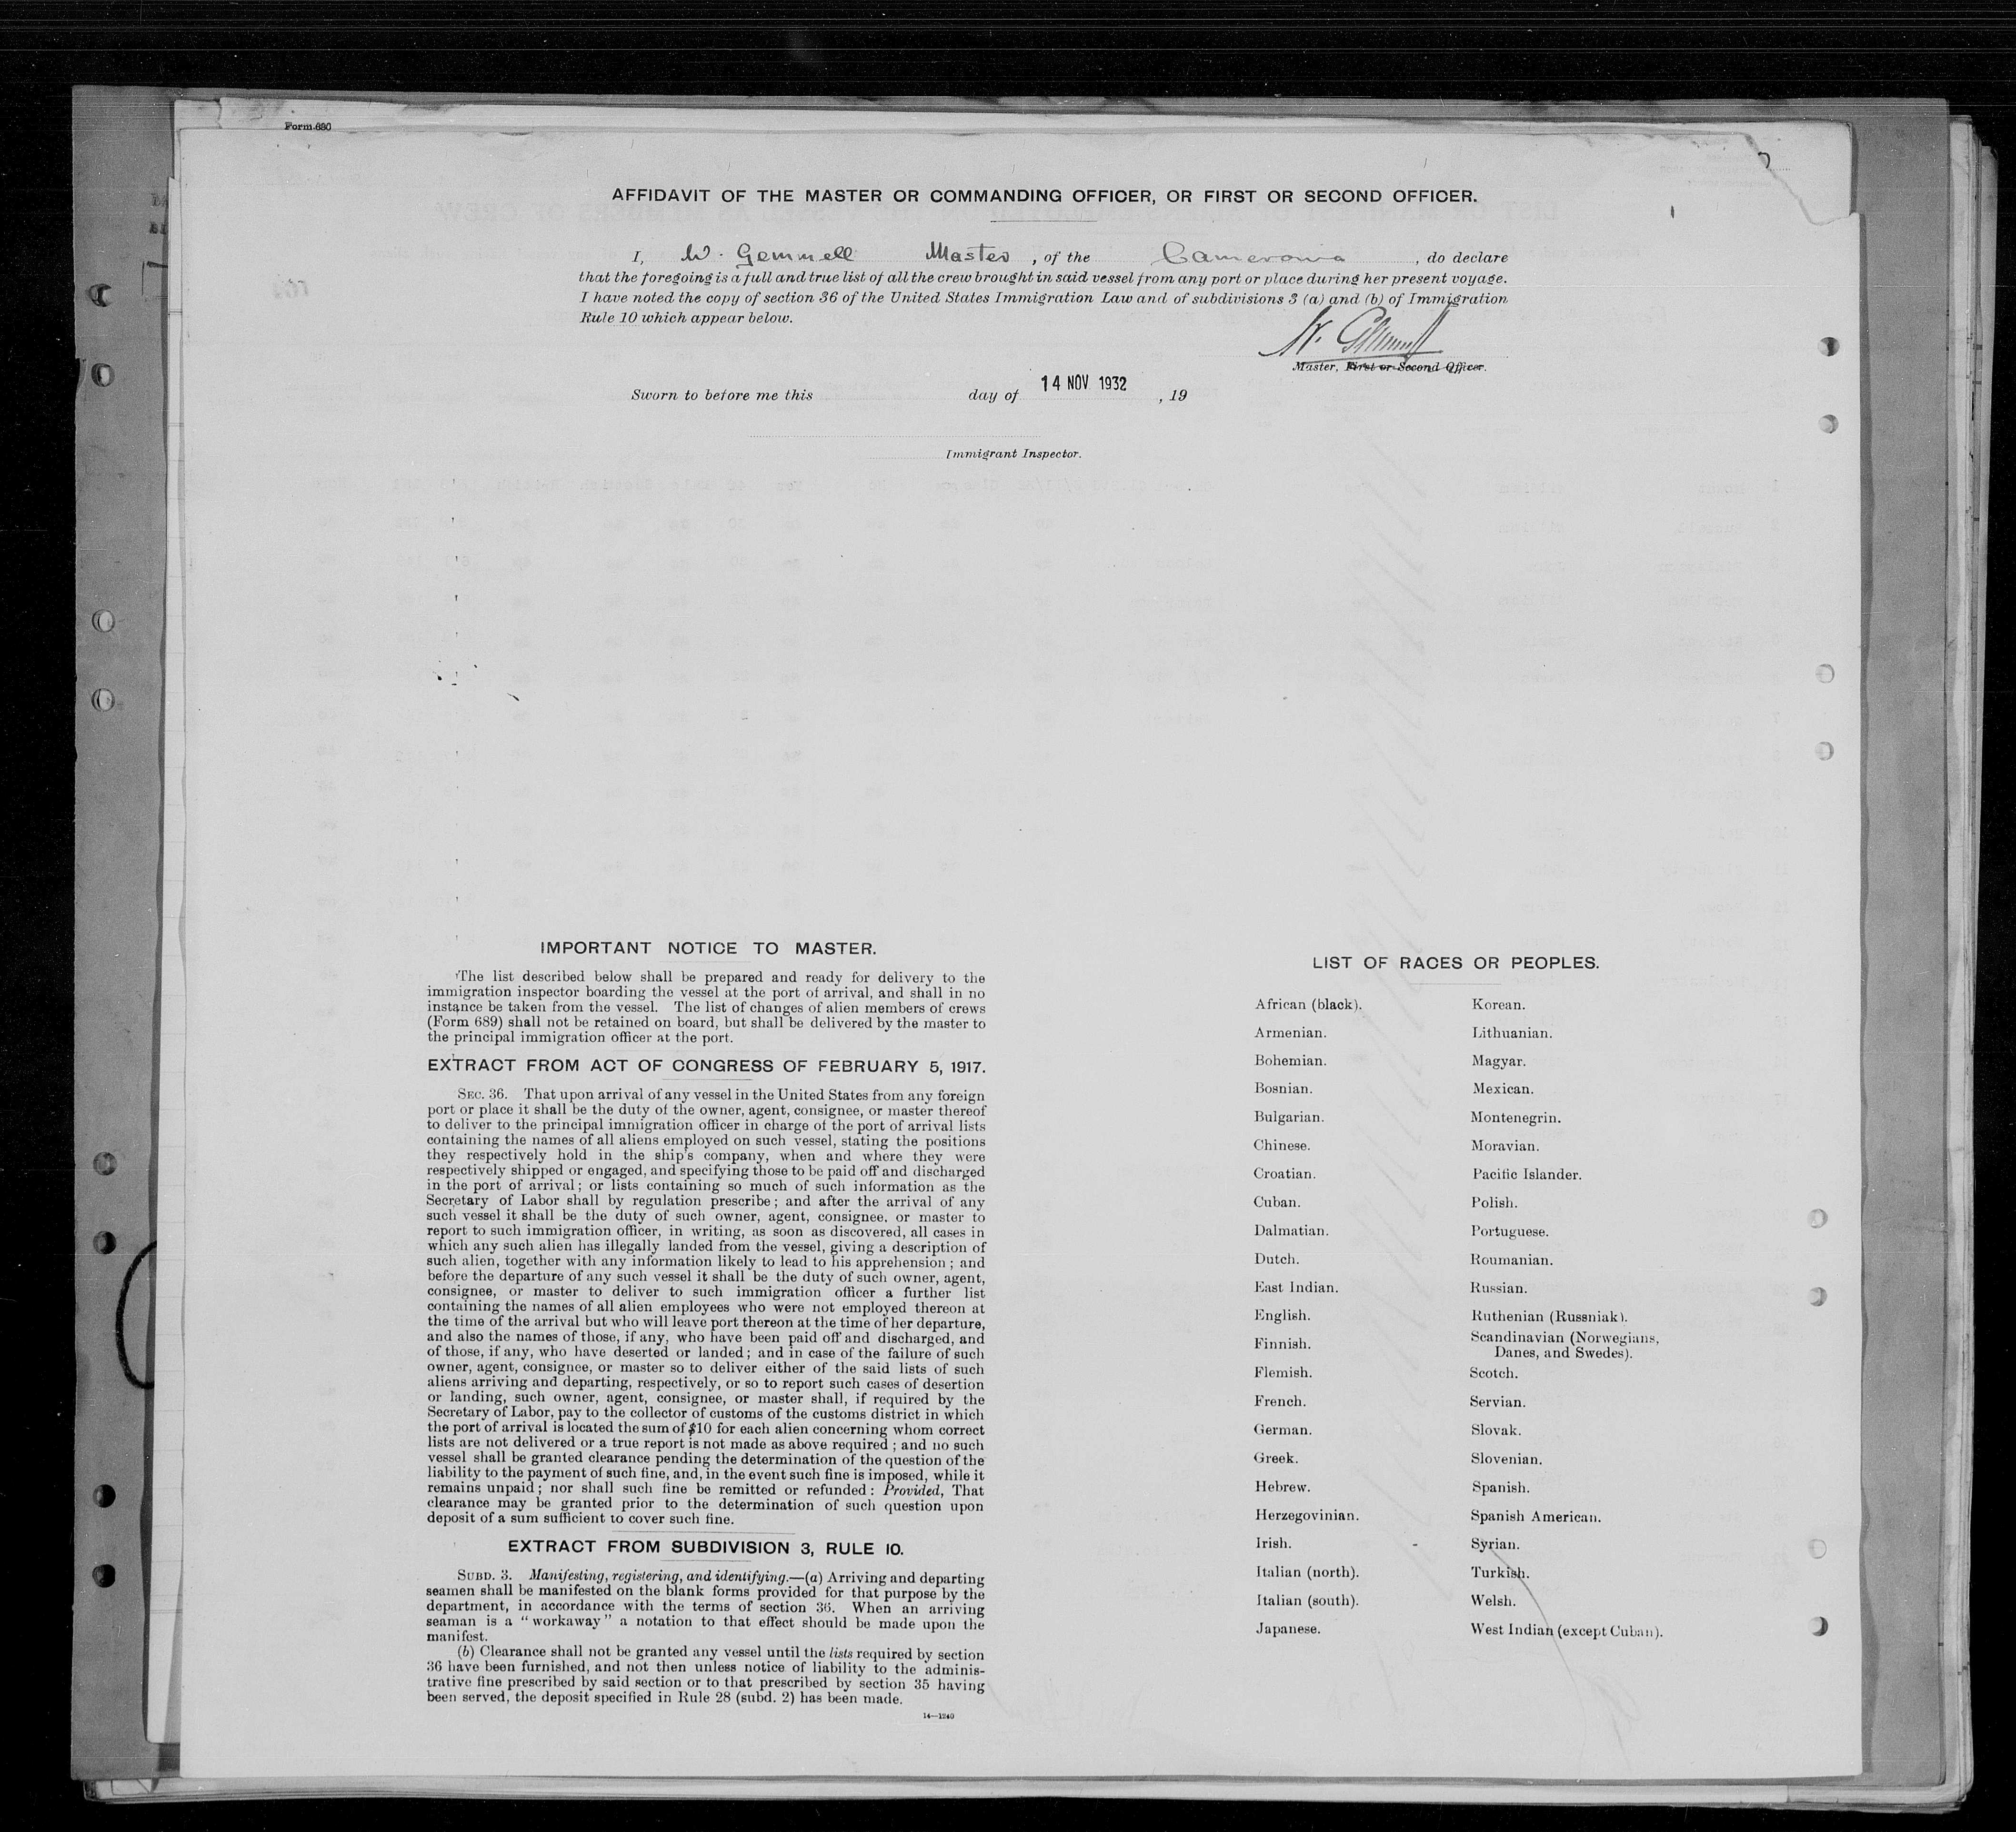 Form 680
AFFIDAVIT OF THE MASTER OR COMMANDING OFFICER, OR FIRST OR SECOND OFFICER.
I, W. Gemmell Master, of the Cameronia, do declare
that the foregoing is a full and true list of all the crew brought in said vessel from any port or place during her present voyage.
I have noted the copy of section 36 of the United States Immigration Law and of subdivisions 3 (a) and (b) of Immigration
Rule 10 which appear below.
W. Gemmell
Master, First or Second Officer.
Sworn to before me this day of 14 NOV 1932, 19
Immigrant Inspector.
IMPORTANT NOTICE TO MASTER.
The list described below shall be prepared and ready for delivery to the
immigration inspector boarding the vessel at the port of arrival, and shall in no
instance be taken from the vessel. The list of changes of alien members of crews
(Form 689) shall not be retained on board, but shall be delivered by the master to
the principal immigration officer at the port.
EXTRACT FROM ACT OF CONGRESS OF FEBRUARY 5, 1917.
SEC. 36. That upon arrival of any vessel in the United States from any foreign
port or place it shall be the duty of the owner, agent, consignee, or master thereof
to deliver to the principal immigration officer in charge of the port of arrival lists
containing the names of all aliens employed on such vessel, stating the positions
they respectively hold in the ship's company, when and where they were
respectively shipped or engaged, and specifying those to be paid off and discharged
in the port of arrival; or lists containing so much of such information as the
Secretary of Labor shall by regulation prescribe; and after the arrival of any
such vessel it shall be the duty of such owner, agent, consignee. or master to
report to such immigration officer, in writing, as soon as discovered, all cases in
which any such alien has illegally landed from the vessel, giving a description of
such alien, together with any information likely to lead to his apprehension; and
before the departure of any such vessel it shall be the duty of such owner, agent,
consignee, or master to deliver to such immigration officer a further list
containing the names of all alien employees who were not employed thereon at
the time of the arrival but who will leave port thereon at the time of her departure,
and also the names of those, if any, who have been paid off and discharged, and
of those, if any, who have deserted or landed; and in case of the failure of such
owner, agent, consignee, or master so to deliver either of the said lists of such
aliens arriving and departing, respectively, or so to report such cases of desertion
or landing, such owner, agent, consignee, or master shall, if required by the
Secretary of Labor, pay to the collector of customs of the customs district in which
the port of arrival is located the sum of $10 for each alien concerning whom correct
lists are not delivered or a true report is not made as above required; and no such
vessel shall be granted clearance pending the determination of the question of the
liability to the payment of such fine, and, in the event such fine is imposed, while it
remains unpaid; nor shall such fine be remitted or refunded: Provided, That
clearance may be granted prior to the determination of such question upon
deposit of a sum sufficient to cover such fine.
EXTRACT FROM SUBDIVISION 3, RULE 10.
SUBD. 3. Manifesting, registering, and identifying.—(a) Arriving and departing
seamen shall be manifested on the blank forms provided for that purpose by the
department, in accordance with the terms of section 36. When an arriving
seaman is a "workaway" a notation to that effect should be made upon the
manifest.
(b) Clearance shall not be granted any vessel until the lists required by section
36 have been furnished, and not then unless notice of liability to the adminis-
trative fine prescribed by said section or to that prescribed by section 35 having
been served, the deposit specified in Rule 28 (subd. 2) has been made.
14—1240
LIST OF RACES OR PEOPLES.
African (black).
Armenian.
Bohemian.
Bosnian.
Bulgarian.
Chinese.
Croatian.
Cuban.
Dalmatian.
Dutch.
East Indian.
English.
Finnish.
Flemish.
French.
German.
Greek.
Hebrew.
Herzegovinian.
Irish.
Italian (north).
Italian (south).
Japanese.
Korean.
Lithuanian.
Magyar.
Mexican.
Montenegrin.
Moravian.
Pacific Islander.
Polish.
Portuguese.
Roumanian.
Russian.
Ruthenian (Russniak).
Scandinavian (Norwegians,
Danes, and Swedes).
Scotch.
Servian.
Slovak.
Slovenian.
Spanish.
Spanish American.
Syrian.
Turkish.
Welsh.
West Indian (except Cuban).